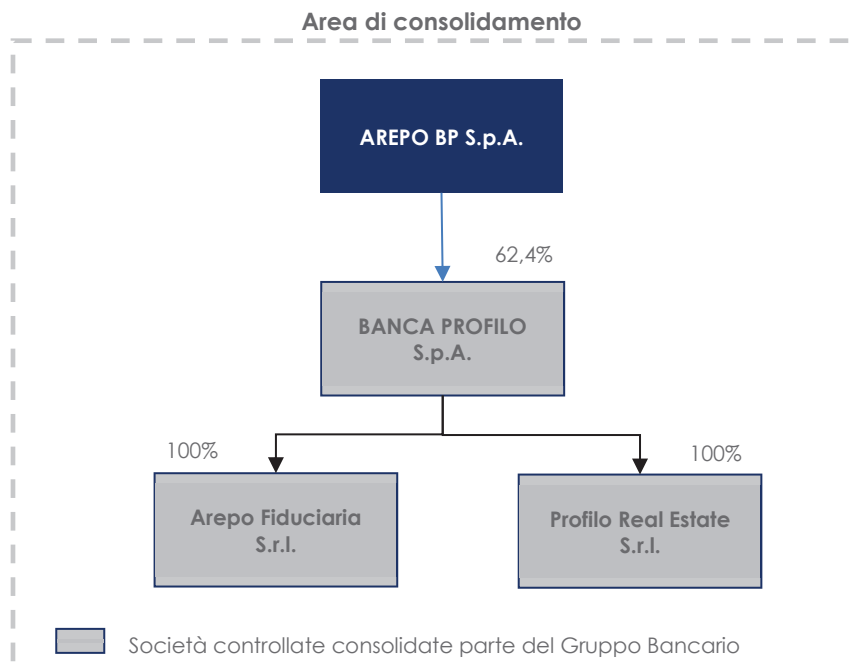 Area di consolidamento
AREPO BP S.p.A.
62,4%
BANCA PROFILO
S.p.A.
100%
100%
Arepo Fiduciaria
S.r.l.
Profilo Real Estate
S.r.l.
Società controllate consolidate parte del Gruppo Bancario